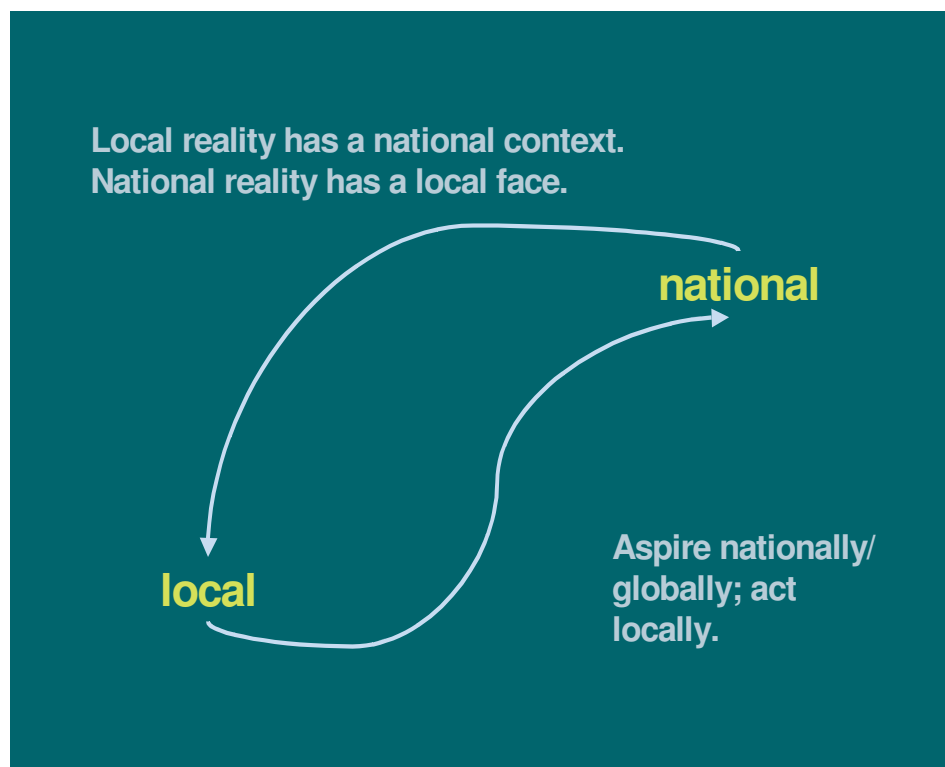 Local reality has a national context.
National reality has a local face.
national
Aspire nationally/
globally; act
locally.
local